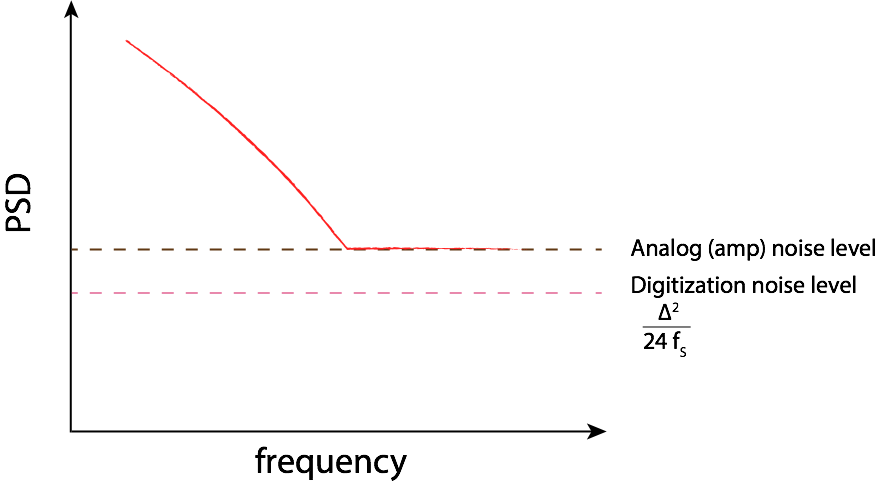 PSD
Analog (amp) noise level
Digitization noise level
Δ²
24 fₛ
frequency